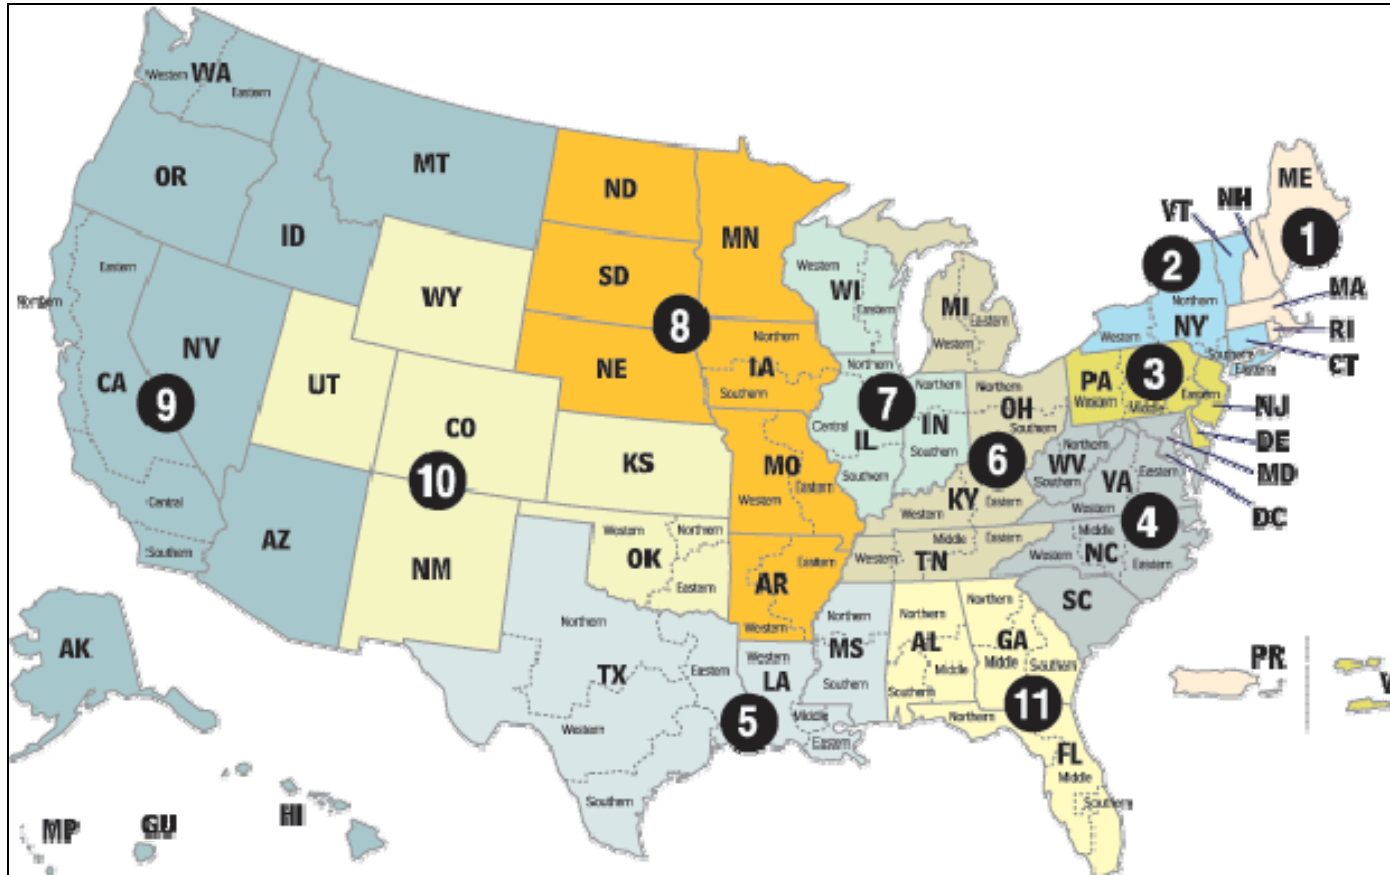 WA
Western
Eastern
OR
MT
ID
ND
MN
SD
WY
NE
8
Northern
IA
Southern
Eastern
Northern
NV
CA
9
UT
CO
10
KS
Central
Southern
AZ
NM
Western
Northern
OK
Eastern
MO
Western
Eastern
AR
Eastern
Western
Western
WI
Eastern
Northern
7
Central
IL
Southern
Northern
IN
Southern
MI
Eastern
Western
Northern
OH
Southern
6
KY
Western
Eastern
Western
Middle
Eastern
TN
ME
1
NH
VT
2
MA
RI
CT
Northern
NY
Western
Southern
Eastern
PA
3
Western
Middle
Eastern
NJ
DE
MD
DC
Northern
WV
Southern
VA
Eastern
Western
4
Middle
Western
NC
Eastern
SC
Northern
TX
Eastern
Western
Southern
Western
LA
5
Middle
Eastern
Northern
MS
Southern
Northern
AL
Middle
Southern
Northern
GA
Middle
Southern
11
Northern
FL
Middle
Southern
PR
V
AK
HI
GU
MP